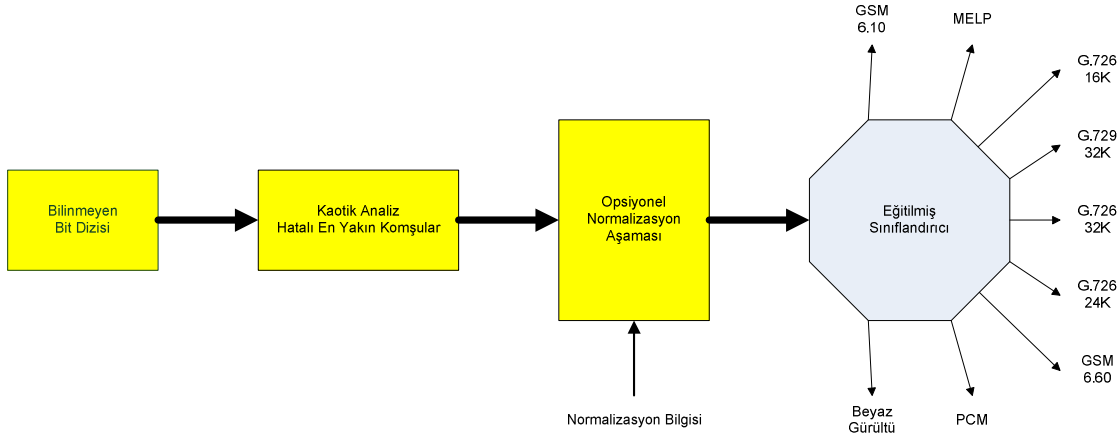 Bilinmeyen
Bit Dizisi
Kaotik Analiz
Hatalı En Yakın Komşular
Opsiyonel
Normalizasyon
Aşaması
Normalizasyon Bilgisi
Eğitilmiş
Sınıflandırıcı
GSM
6.10
MELP
G.726
16K
G.729
32K
G.726
32K
G.726
24K
GSM
6.60
PCM
Beyaz
Gürültü